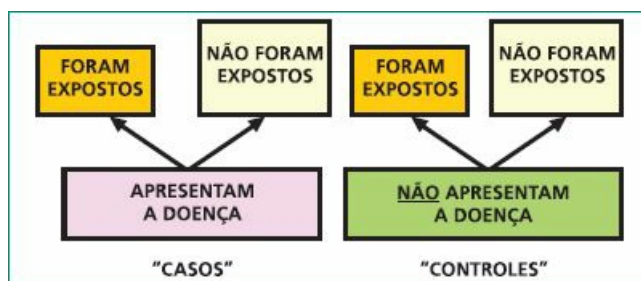 FORAM
EXPOSTOS
NÃO FORAM
EXPOSTOS
FORAM
EXPOSTOS
NÃO FORAM
EXPOSTOS
APRESENTAM
A DOENÇA
NÃO APRESENTAM
A DOENÇA
"CASOS"
"CONTROLES"